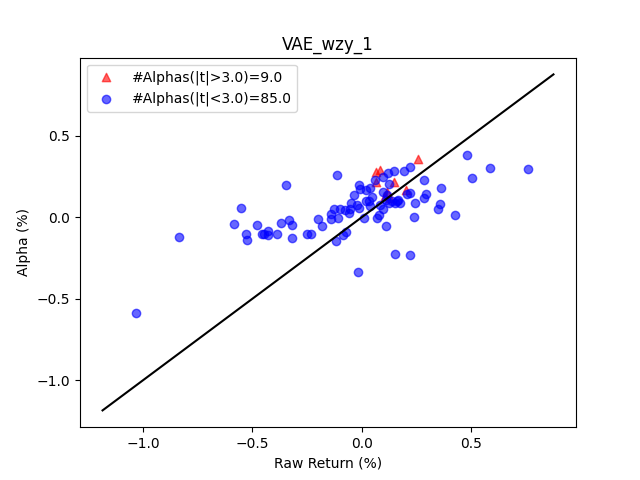 VAE_wzy_1
#Alphas(|t|>3.0)=9.0
#Alphas(|t|<3.0)=85.0
Alpha (%)
0.5
0.0
−0.5
−1.0
−1.0 −0.5 0.0 0.5
Raw Return (%)